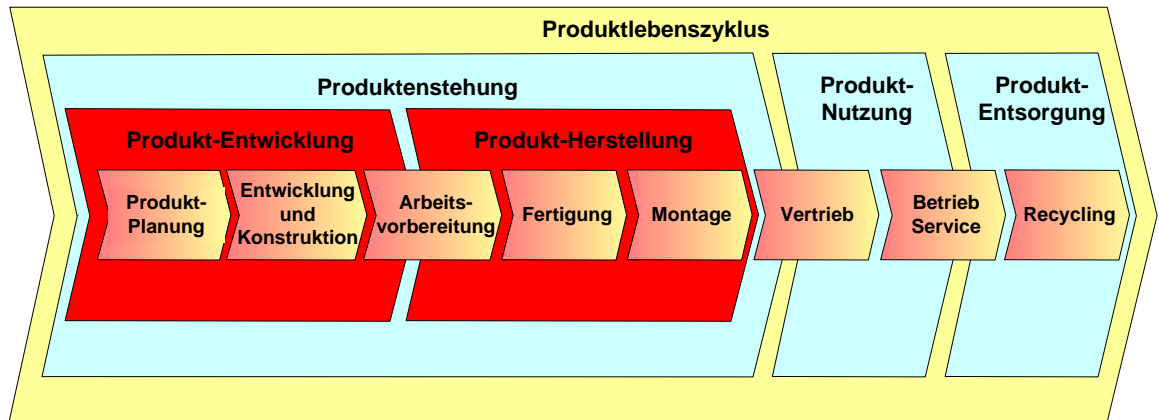 Produktlebenszyklus
Produktenstehung
Produkt-
Nutzung
Produkt-
Entsorgung
Produkt-Entwicklung
Produkt-Herstellung
Produkt-
Planung
Entwicklung
und
Konstruktion
Arbeits-
vorbereitung
Fertigung
Montage
Vertrieb
Betrieb
Service
Recycling